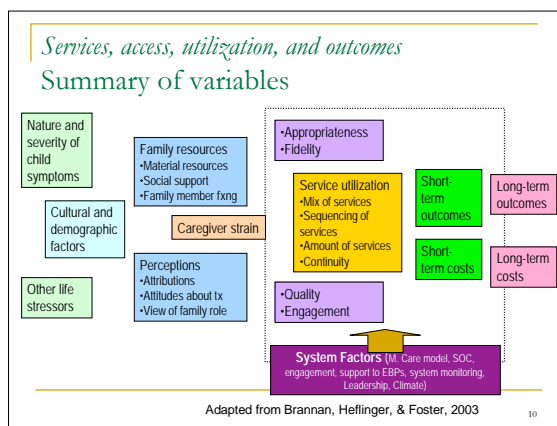 Services, access, utilization, and outcomes
Summary of variables
Nature and
severity of
child
symptoms
Cultural and
demographic
factors
Other life
stressors
Family resources
•Material resources
•Social support
•Family member fxng
Caregiver strain
Perceptions
•Attributions
•Attitudes about tx
•View of family role
•Appropriateness
•Fidelity
Service utilization
•Mix of services
•Sequencing of
services
•Amount of services
•Continuity
•Quality
•Engagement
Short-
term
outcomes
Short-
term costs
Long-term
outcomes
Long-term
costs
System Factors (M. Care model, SOC,
engagement, support to EBPs, system monitoring,
Leadership, Climate)
Adapted from Brannan, Heflinger, & Foster, 2003
10